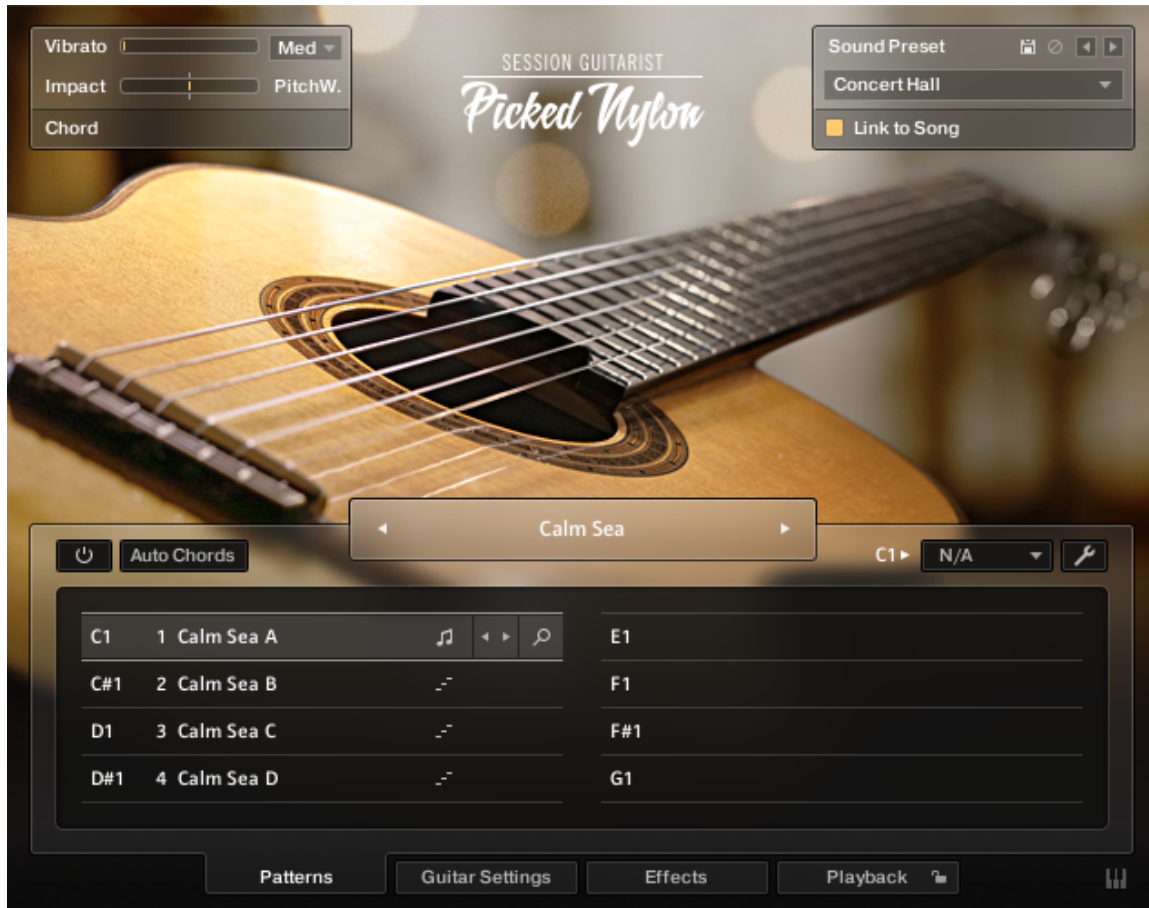 Vibrato Med
Impact PitchW.
Chord
SESSION GUITARIST
Picked Nylon
Sound Preset
Concert Hall
Link to Song
Calm Sea
Auto Chords
C1 N/A
C1 1 Calm Sea A
C#1 2 Calm Sea B
D1 3 Calm Sea C
D#1 4 Calm Sea D
E1
F1
F#1
G1
Patterns Guitar Settings Effects Playback